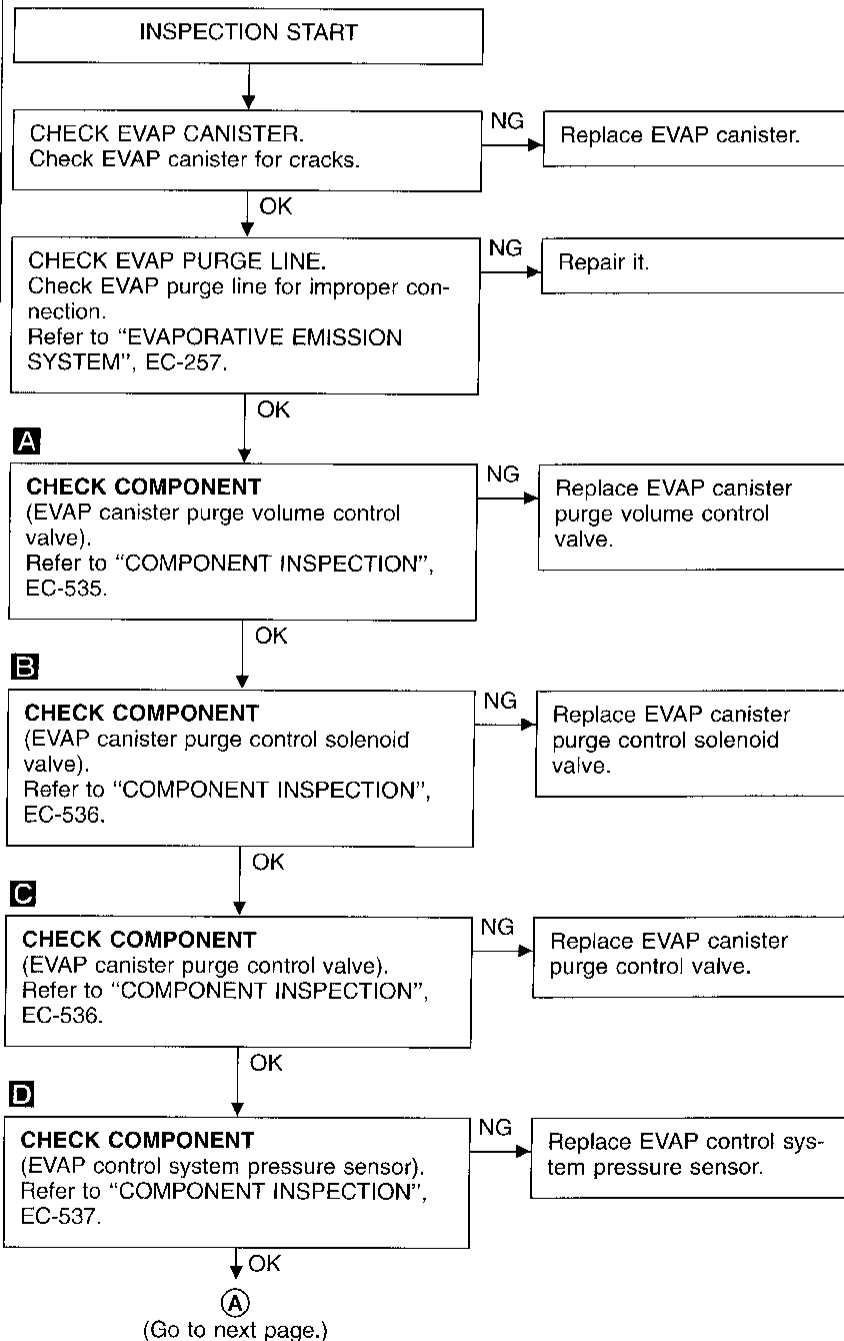 INSPECTION START
CHECK EVAP CANISTER.
Check EVAP canister for cracks.
NG
Replace EVAP canister.
OK
CHECK EVAP PURGE LINE.
Check EVAP purge line for improper con-
nection.
Refer to “EVAPORATIVE EMISSION
SYSTEM”, EC-257.
NG
Repair it.
OK
A
CHECK COMPONENT
(EVAP canister purge volume control
valve).
Refer to “COMPONENT INSPECTION”,
EC-535.
NG
Replace EVAP canister
purge volume control
valve.
OK
B
CHECK COMPONENT
(EVAP canister purge control solenoid
valve).
Refer to “COMPONENT INSPECTION”,
EC-536.
NG
Replace EVAP canister
purge control solenoid
valve.
OK
C
CHECK COMPONENT
(EVAP canister purge control valve).
Refer to “COMPONENT INSPECTION”,
EC-536.
NG
Replace EVAP canister
purge control valve.
OK
D
CHECK COMPONENT
(EVAP control system pressure sensor).
Refer to “COMPONENT INSPECTION”,
EC-537.
NG
Replace EVAP control sys-
tem pressure sensor.
OK
A
(Go to next page.)